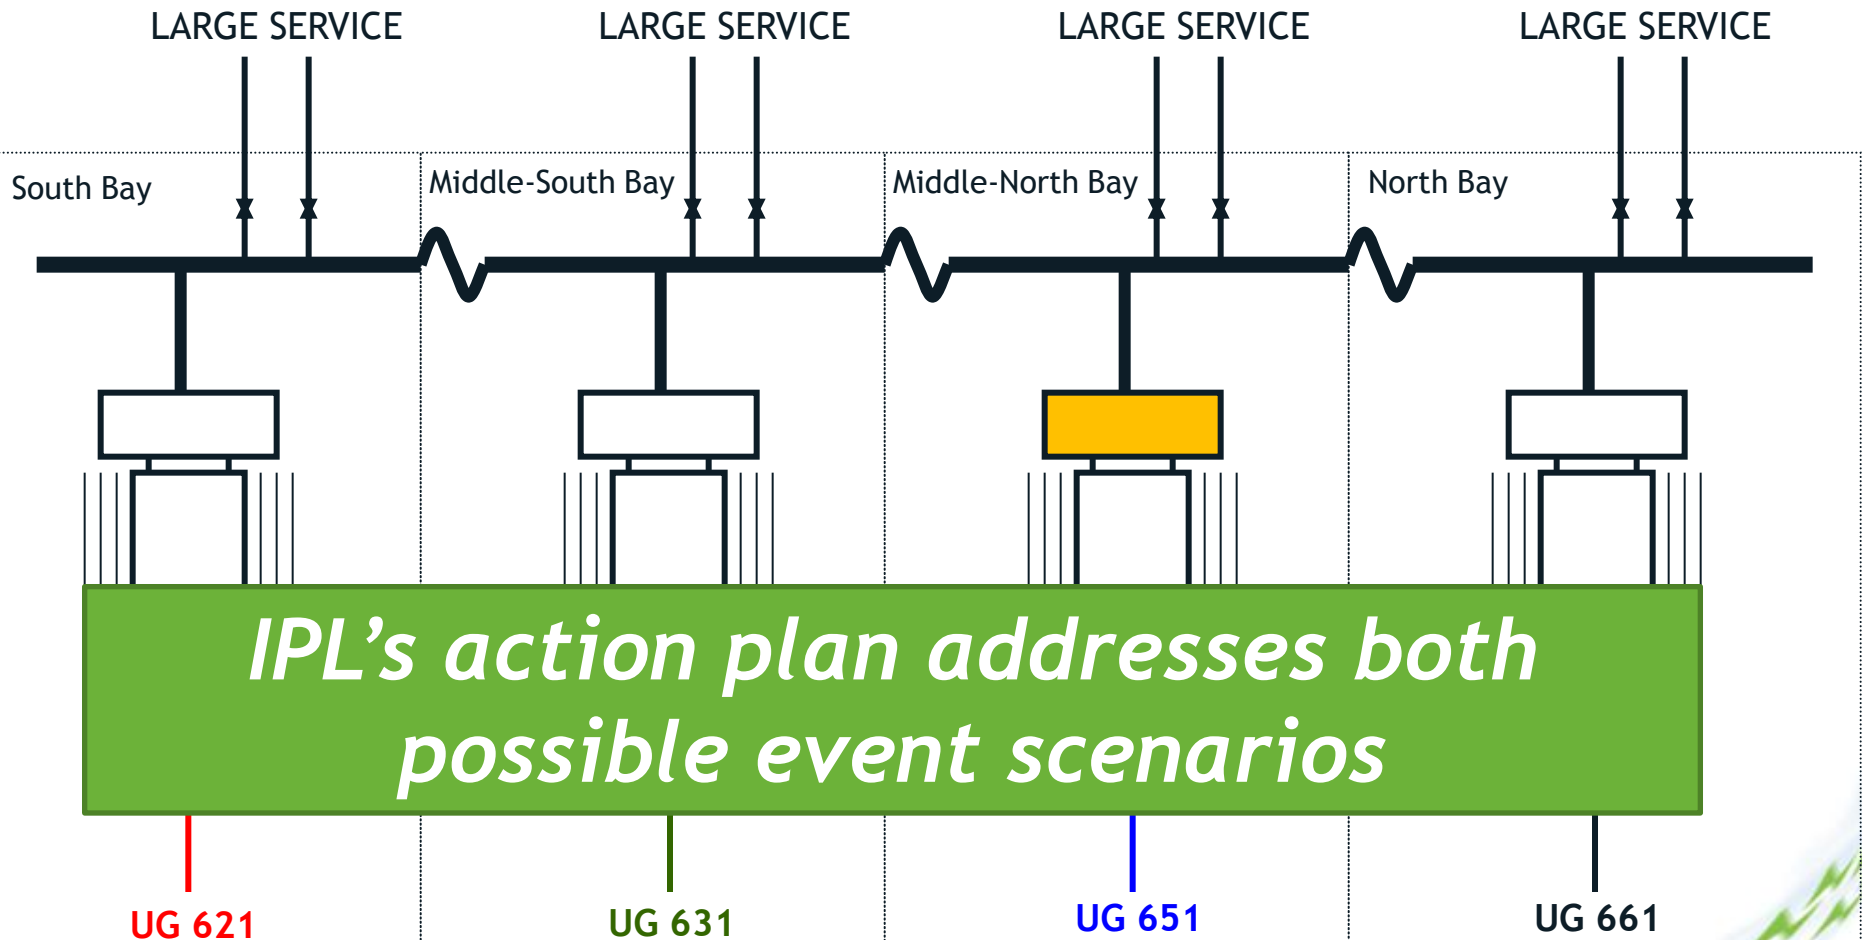 LARGE SERVICE
LARGE SERVICE
LARGE SERVICE
LARGE SERVICE
South Bay
Middle-South Bay
Middle-North Bay
North Bay
IPL’s action plan addresses both
possible event scenarios
UG 621
UG 631
UG 651
UG 661